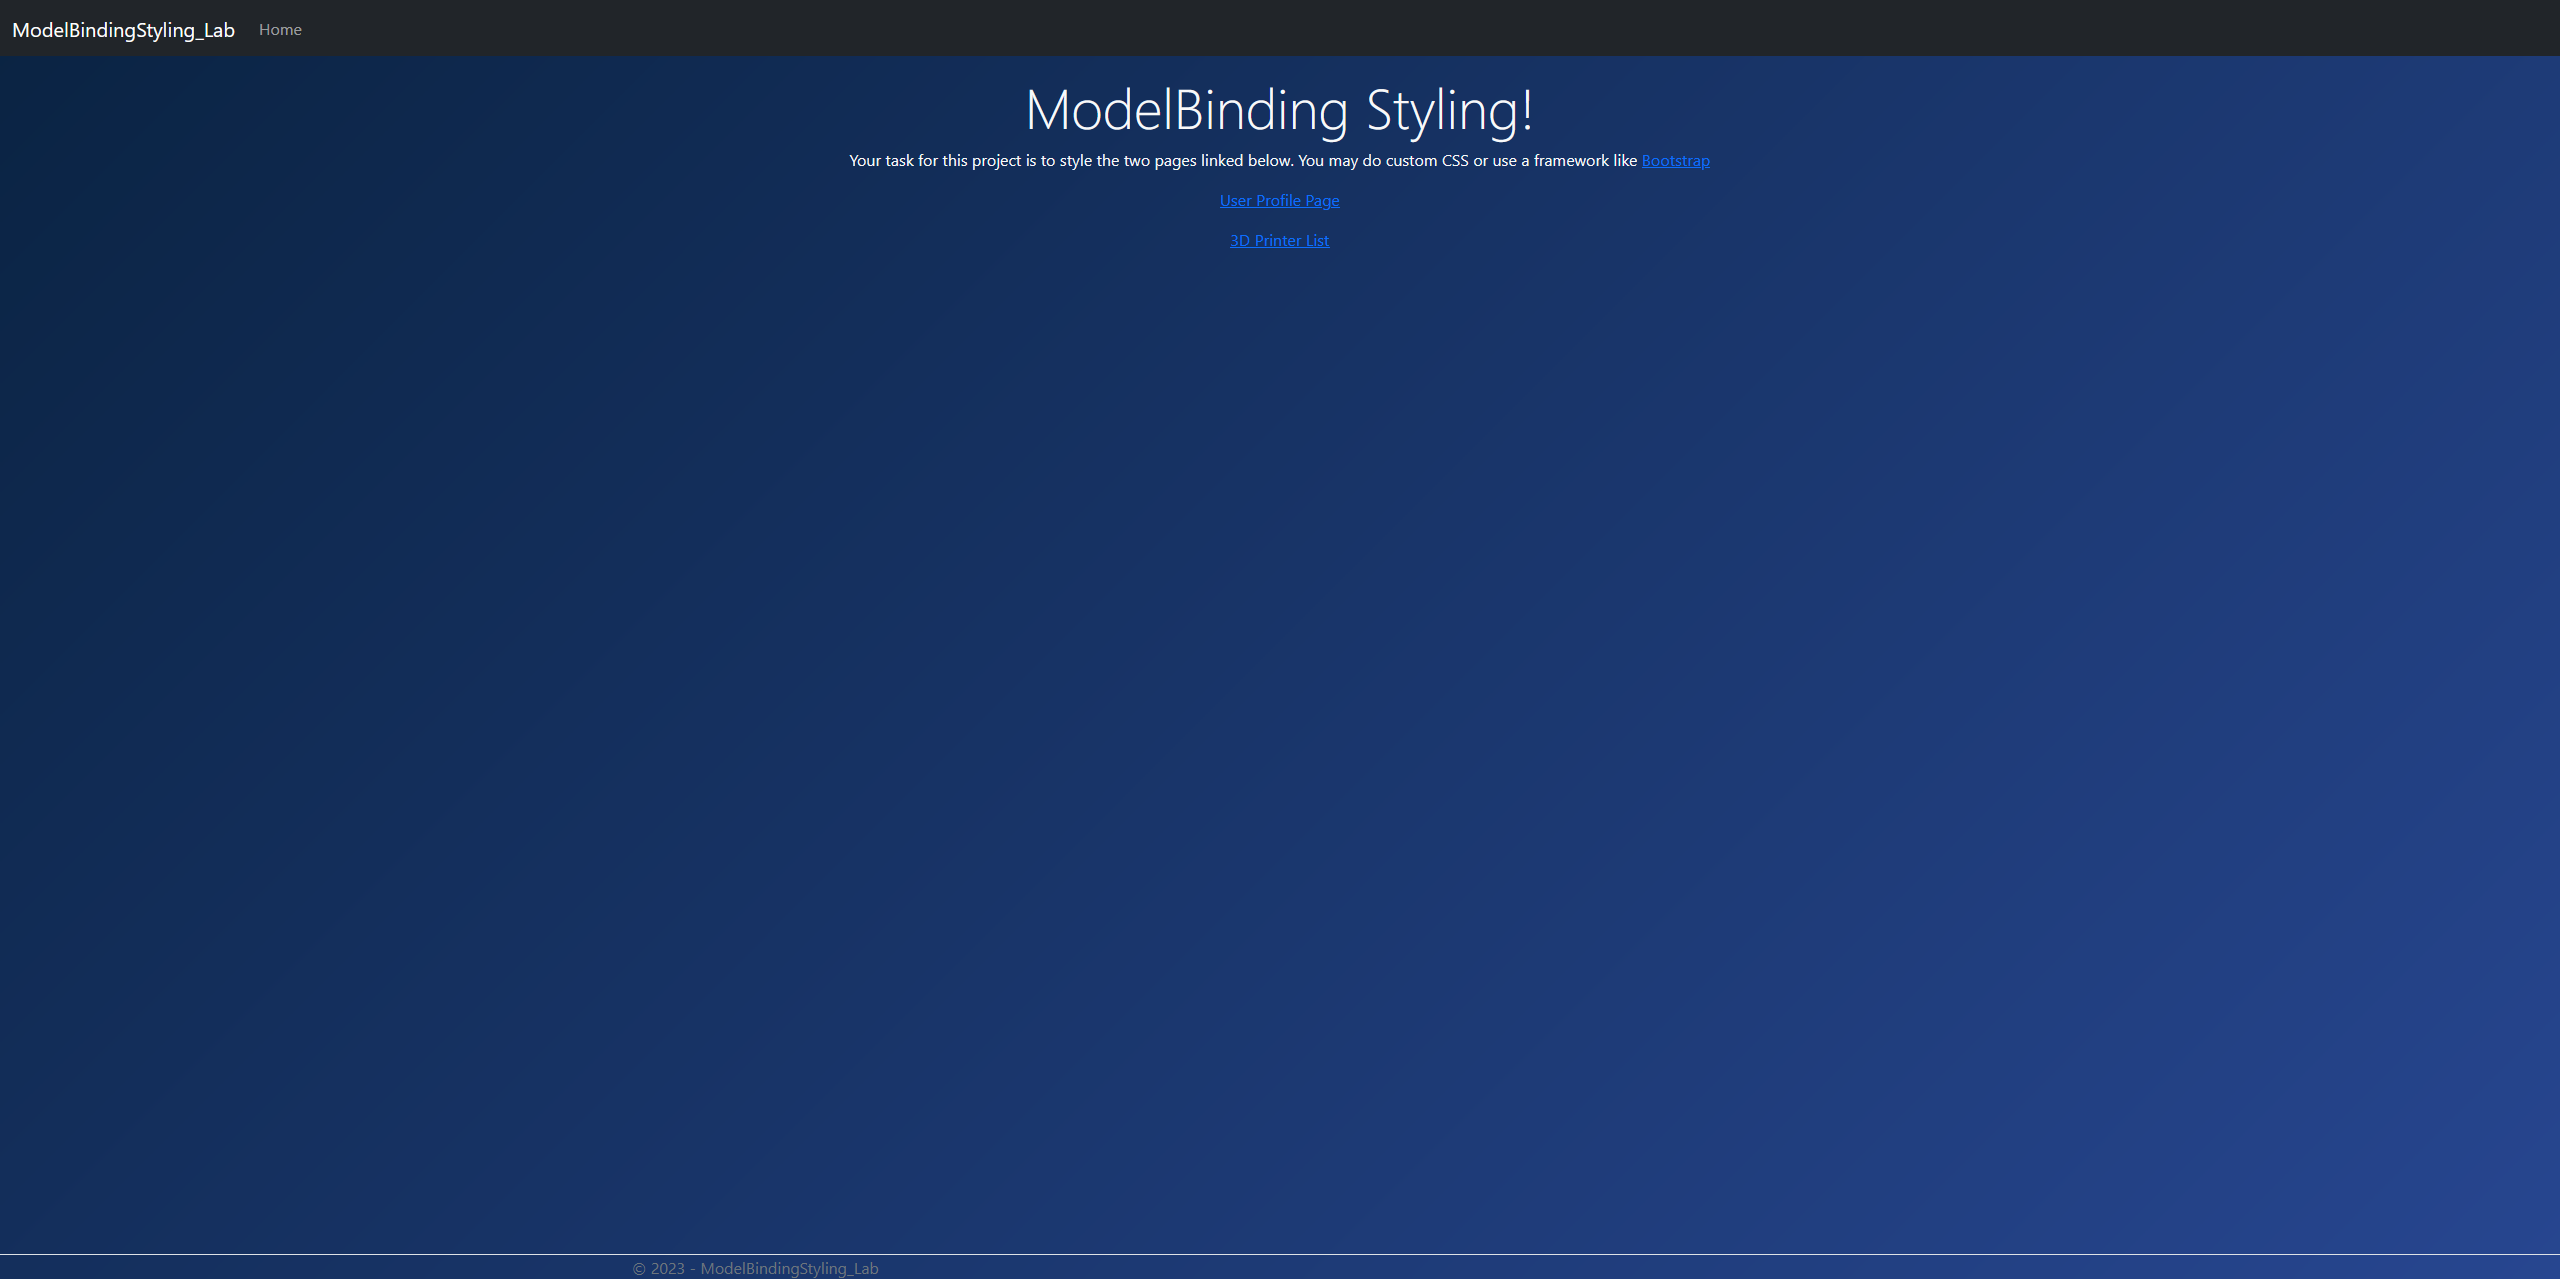 ModelBindingStyling_Lab Home
ModelBinding Styling!
Your task for this project is to style the two pages linked below. You may do custom CSS or use a framework like Bootstrap
User Profile Page
3D Printer List
© 2023 - ModelBindingStyling_Lab